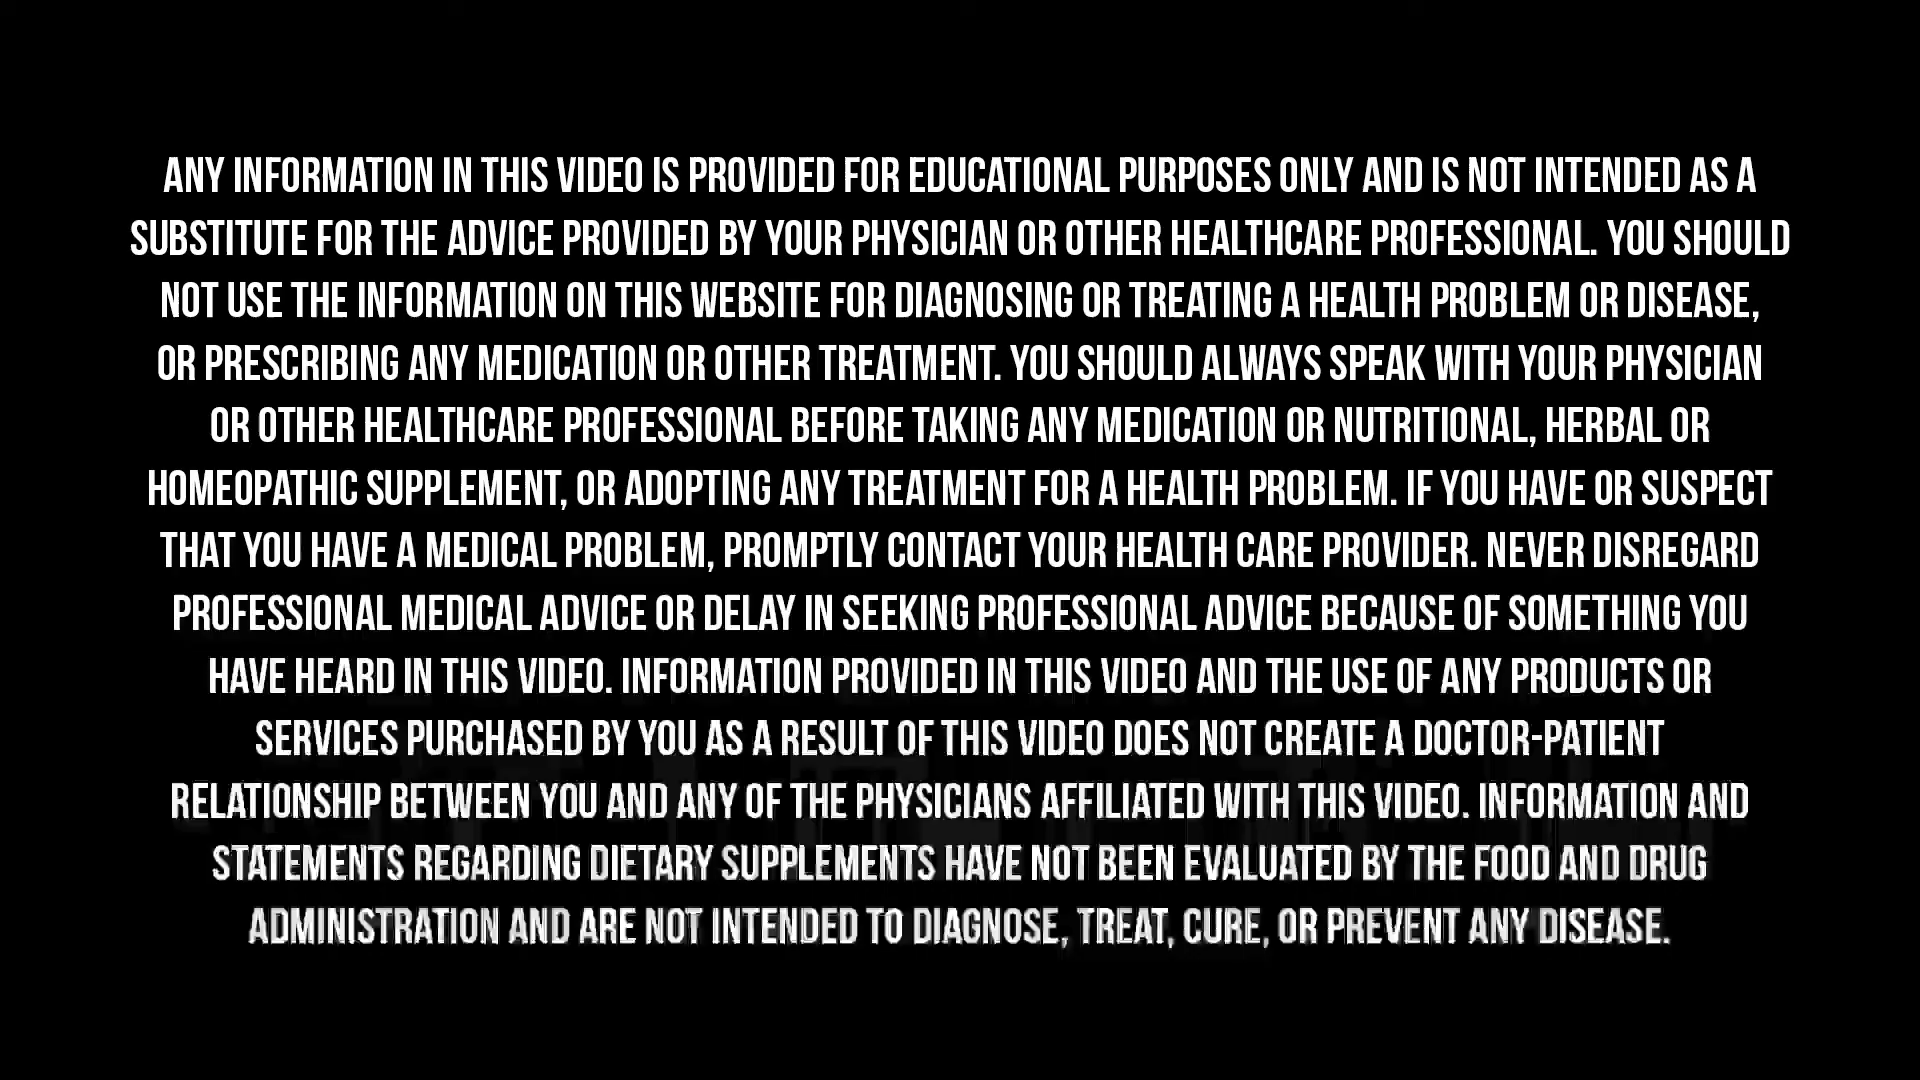 ANY INFORMATION IN THIS VIDEO IS PROVIDED FOR EDUCATIONAL PURPOSES ONLY AND IS NOT INTENDED AS A
SUBSTITUTE FOR THE ADVICE PROVIDED BY YOUR PHYSICIAN OR OTHER HEALTHCARE PROFESSIONAL. YOU SHOULD
NOT USE THE INFORMATION ON THIS WEBSITE FOR DIAGNOSING OR TREATING A HEALTH PROBLEM OR DISEASE,
OR PRESCRIBING ANY MEDICATION OR OTHER TREATMENT. YOU SHOULD ALWAYS SPEAK WITH YOUR PHYSICIAN
OR OTHER HEALTHCARE PROFESSIONAL BEFORE TAKING ANY MEDICATION OR NUTRITIONAL, HERBAL OR
HOMEOPATHIC SUPPLEMENT, OR ADOPTING ANY TREATMENT FOR A HEALTH PROBLEM. IF YOU HAVE OR SUSPECT
THAT YOU HAVE A MEDICAL PROBLEM, PROMPTLY CONTACT YOUR HEALTH CARE PROVIDER. NEVER DISREGARD
PROFESSIONAL MEDICAL ADVICE OR DELAY IN SEEKING PROFESSIONAL ADVICE BECAUSE OF SOMETHING YOU
HAVE HEARD IN THIS VIDEO. INFORMATION PROVIDED IN THIS VIDEO AND THE USE OF ANY PRODUCTS OR
SERVICES PURCHASED BY YOU AS A RESULT OF THIS VIDEO DOES NOT CREATE A DOCTOR-PATIENT
RELATIONSHIP BETWEEN YOU AND ANY OF THE PHYSICIANS AFFILIATED WITH THIS VIDEO. INFORMATION AND
STATEMENTS REGARDING DIETARY SUPPLEMENTS HAVE NOT BEEN EVALUATED BY THE FOOD AND DRUG
ADMINISTRATION AND ARE NOT INTENDED TO DIAGNOSE, TREAT, CURE, OR PREVENT ANY DISEASE.